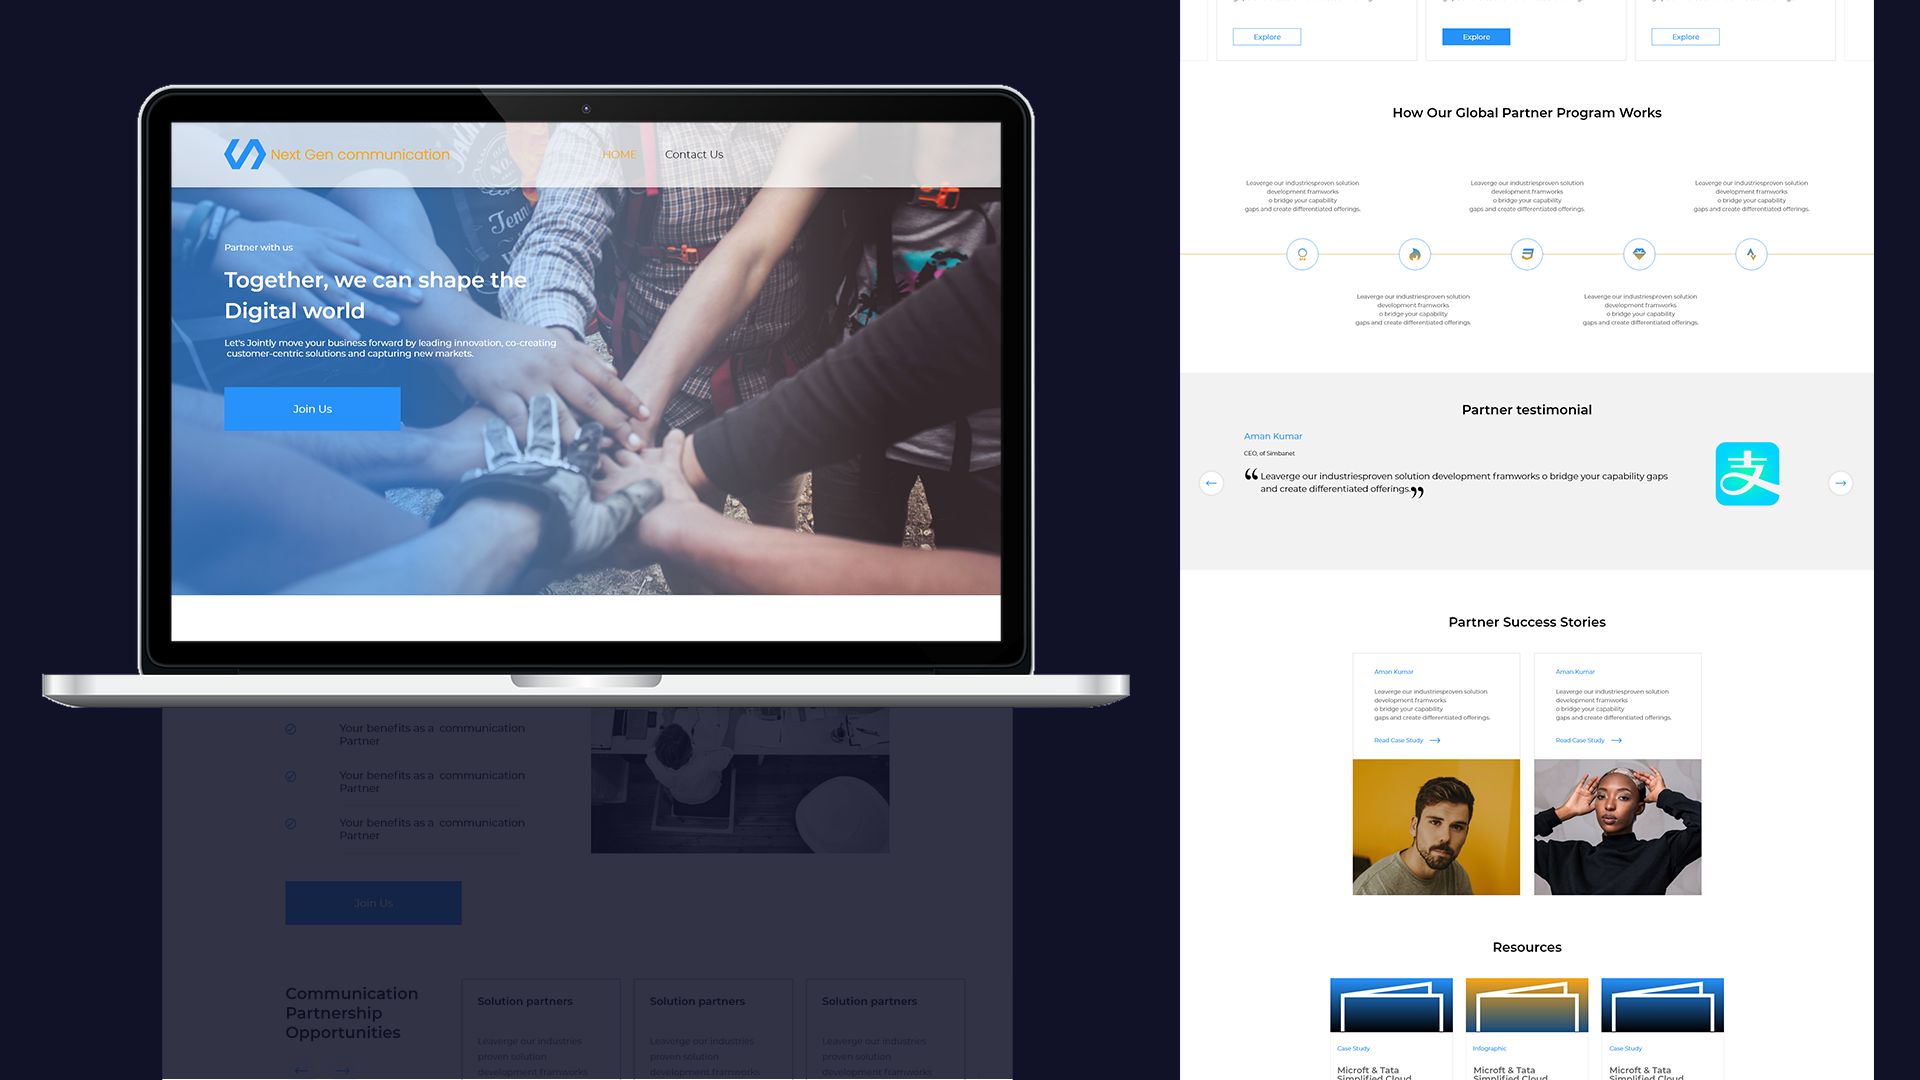 Next Gen communication
HOME
Contact Us
Partner with us
Together, we can shape the
Digital world
Let's Jointly move your business forward by leading innovation, co-creating
customer-centric solutions and capturing new markets.
Join Us
Your benefits as a communication
Partner
Your benefits as a communication
Partner
Your benefits as a communication
Partner
Join Us
Communication
Partnership
Opportunities
Solution partners
Leaverge our industries
proven solution
development framworks
Solution partners
Leaverge our industries
proven solution
development framworks
Solution partners
Leaverge our industries
proven solution
development framworks
Explore
Explore
Explore
How Our Global Partner Program Works
Leaverge our industriesproven solution
development framworks
o bridge your capability
gaps and create differentiated offerings.
Leaverge our industriesproven solution
development framworks
o bridge your capability
gaps and create differentiated offerings.
Leaverge our industriesproven solution
development framworks
o bridge your capability
gaps and create differentiated offerings.
Leaverge our industriesproven solution
development framworks
o bridge your capability
gaps and create differentiated offerings.
Leaverge our industriesproven solution
development framworks
o bridge your capability
gaps and create differentiated offerings.
Partner testimonial
Aman Kumar
CEO, of Simbanet
“ Leaverge our industriesproven solution development framworks o bridge your capability gaps
and create differentiated offerings.”
支
Partner Success Stories
Aman Kumar
Leaverge our industriesproven solution
development framworks
o bridge your capability
gaps and create differentiated offerings.
Read Case Study
Aman Kumar
Leaverge our industriesproven solution
development framworks
o bridge your capability
gaps and create differentiated offerings.
Read Case Study
Resources
Case Study
Microft & Tata
Simplified Cloud
Infographic
Microft & Tata
Simplified Cloud
Case Study
Microft & Tata
Simplified Cloud